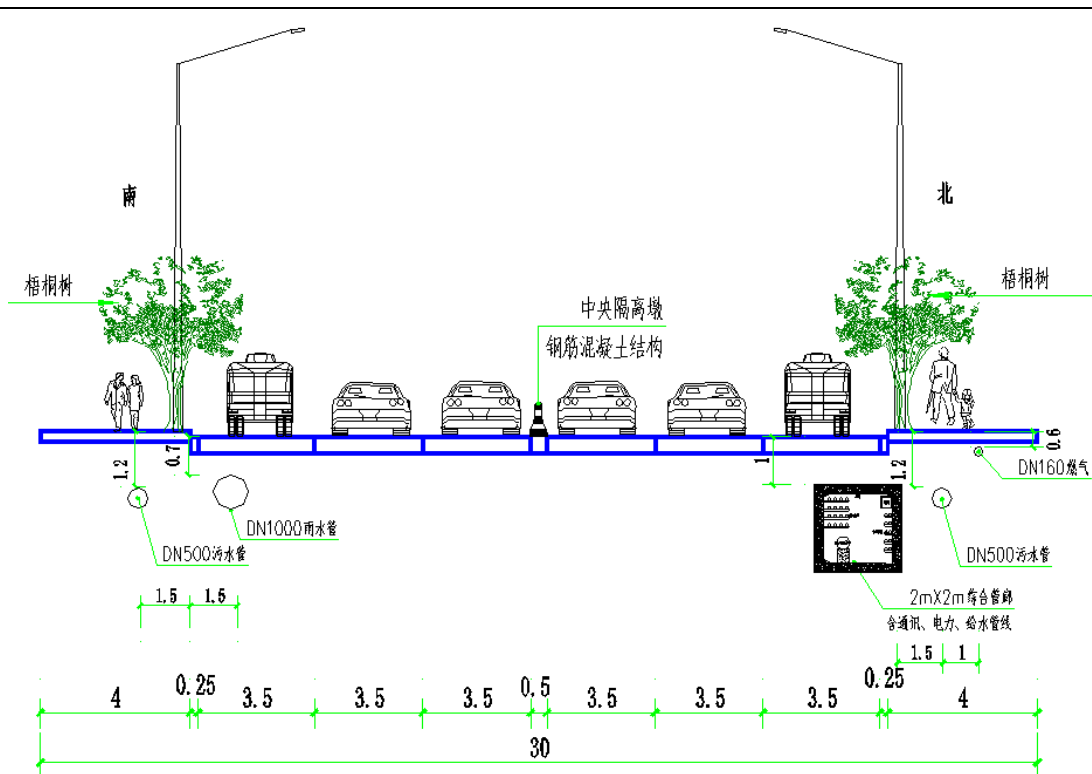 南
北
梧桐树
梧桐树
中央隔离墩
钢筋混凝土结构
1.2
0.7
1
1.2
0.6
DN160燃气
DN1000雨水管
DN500污水管
DN500污水管
2mX2m综合管廊
含通讯、电力、给水管线
1.5
1.5
1.5
1
4
0.25
3.5
3.5
3.5
0.5
3.5
3.5
3.5
0.25
4
30